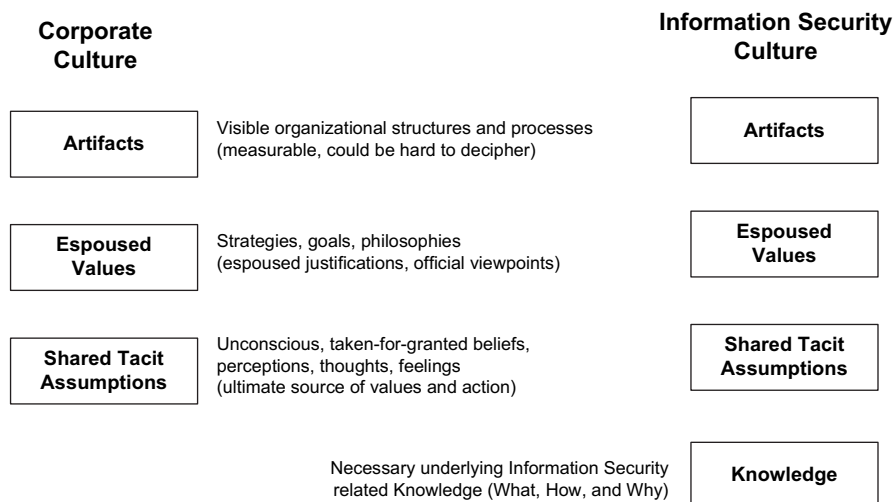 Corporate
Culture
Information Security
Culture
Artifacts
Visible organizational structures and processes
(measurable, could be hard to decipher)
Artifacts
Espoused
Values
Strategies, goals, philosophies
(espoused justifications, official viewpoints)
Espoused
Values
Shared Tacit
Assumptions
Unconscious, taken-for-granted beliefs,
perceptions, thoughts, feelings
(ultimate source of values and action)
Shared Tacit
Assumptions
Necessary underlying Information Security
related Knowledge (What, How, and Why)
Knowledge